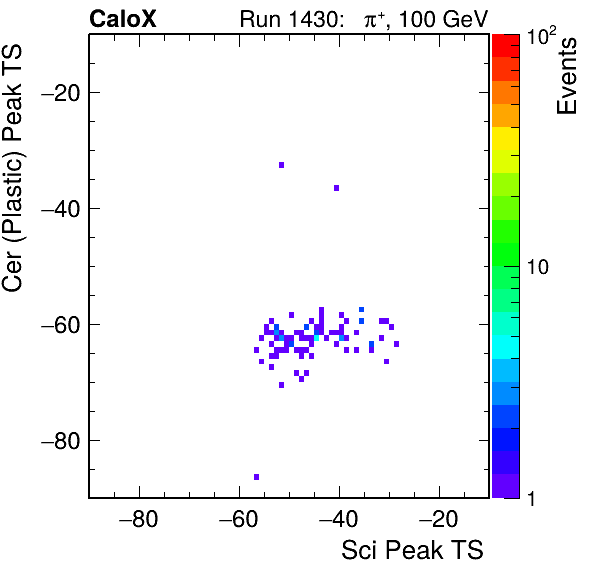 CaloX Run 1430: π⁺, 100 GeV
Cer (Plastic) Peak TS
−20
−40
−60
−80
−80 −60 −40 −20
Sci Peak TS
10²
10
1
Events